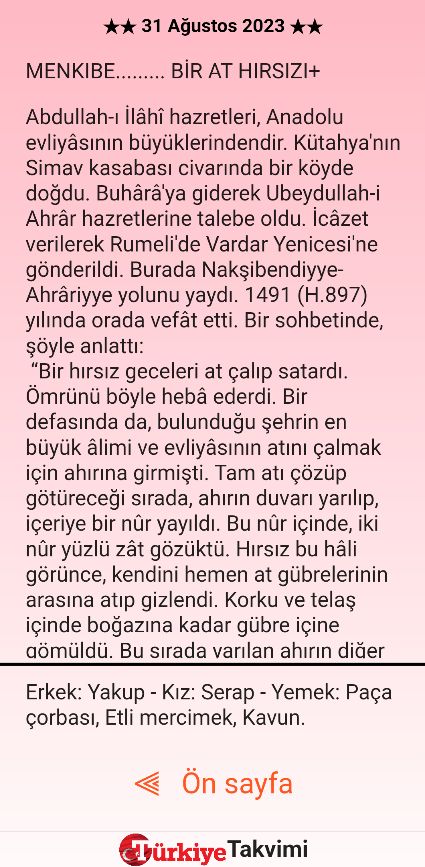 ★★ 31 Ağustos 2023 ★★
MENKIBE......... BİR AT HIRSIZI+
Abdullah-ı İlâhî hazretleri, Anadolu
evliyâsının büyüklerindendir. Kütahya'nın
Simav kasabası civarında bir köyde
doğdu. Buhârâ'ya giderek Ubeydullah-i
Ahrâr hazretlerine talebe oldu. İcâzet
verilerek Rumeli'de Vardar Yenicesi'ne
gönderildi. Burada Nakşibendiyye-
Ahrâriyye yolunu yaydı. 1491 (H.897)
yılında orada vefât etti. Bir sohbetinde,
şöyle anlattı:
“Bir hırsız geceleri at çalıp satardı.
Ömrünü böyle hebâ ederdi. Bir
defasında da, bulunduğu şehrin en
büyük âlimi ve evliyâsının atını çalmak
için ahırına girmişti. Tam atı çözüp
götüreceği sırada, ahırın duvarı yarılıp,
içeriye bir nûr yayıldı. Bu nûr içinde, iki
nûr yüzlü zât gözüktü. Hırsız bu hâli
görünce, kendini hemen at gübrelerinin
arasına atıp gizlendi. Korku ve telaş
içinde boğazına kadar gübre içine
gömüldü. Bu sırada yarılan ahırın diğer
Erkek: Yakup - Kız: Serap - Yemek: Paça
çorbası, Etli mercimek, Kavun.
Ön sayfa
Türkiye Takvimi